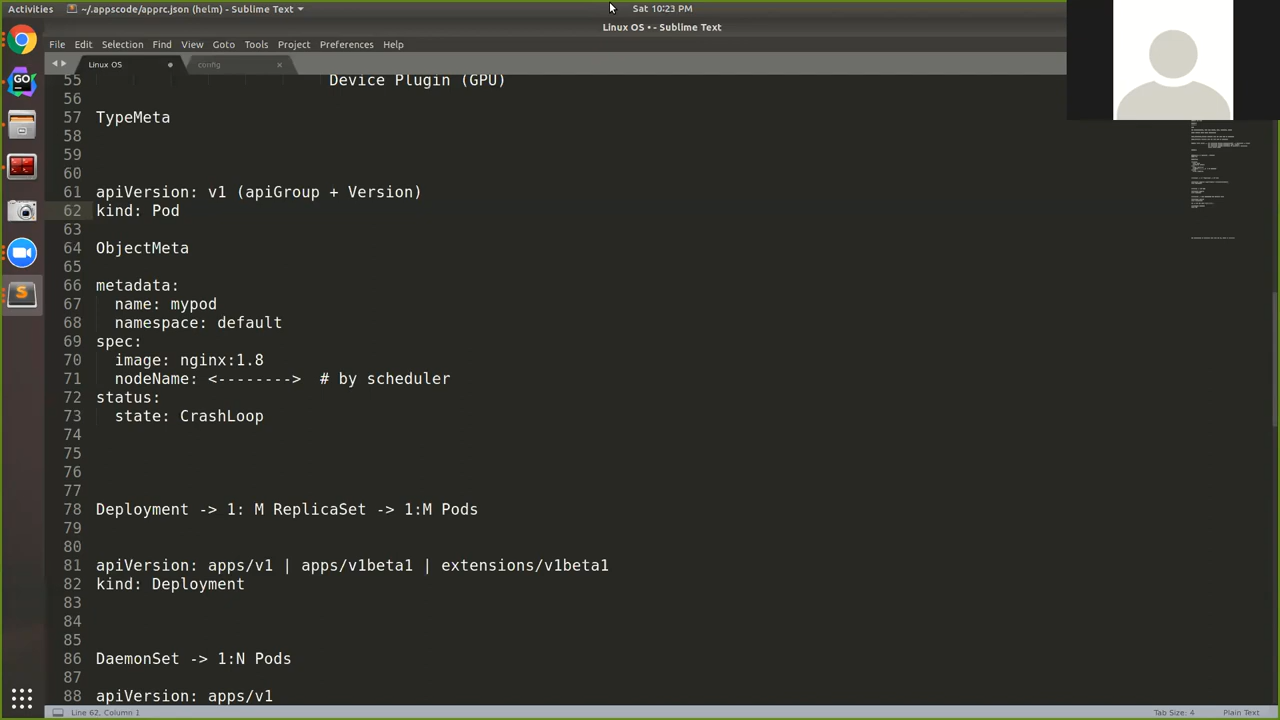 Activities
~/.appscode/apprc.json (helm) - Sublime Text
Sat 10:23 PM
Linux OS • - Sublime Text
File Edit Selection Find View Goto Tools Project Preferences Help
Linux OS
config
55 Device Plugin (GPU)
56
57 TypeMeta
58
59
60
61 apiVersion: v1 (apiGroup + Version)
62 kind: Pod
63
64 ObjectMeta
65
66 metadata:
67 name: mypod
68 namespace: default
69 spec:
70 image: nginx:1.8
71 nodeName: <--------> # by scheduler
72 status:
73 state: CrashLoop
74
75
76
77
78 Deployment -> 1: M ReplicaSet -> 1:M Pods
79
80
81 apiVersion: apps/v1 | apps/v1beta1 | extensions/v1beta1
82 kind: Deployment
83
84
85
86 DaemonSet -> 1:N Pods
87
88 apiVersion: apps/v1
Line 62, Column 1
Tab Size: 4
Plain Text